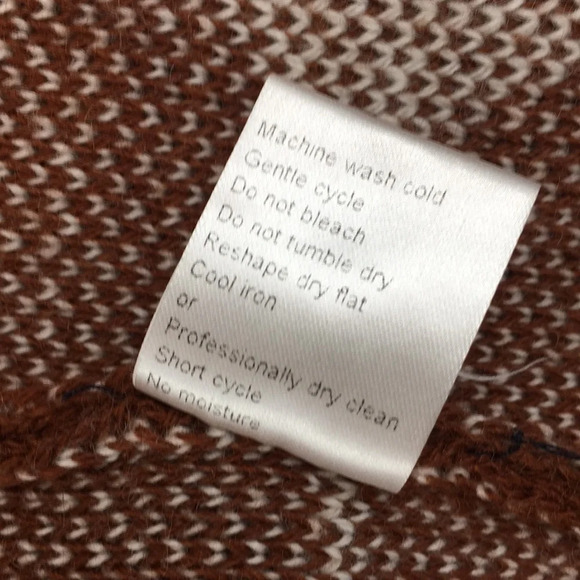 Machine wash cold
Gentle cycle
Do not bleach
Do not tumble dry
Reshape dry flat
Cool iron
or
Professionally dry clean
Short cycle
No moisture